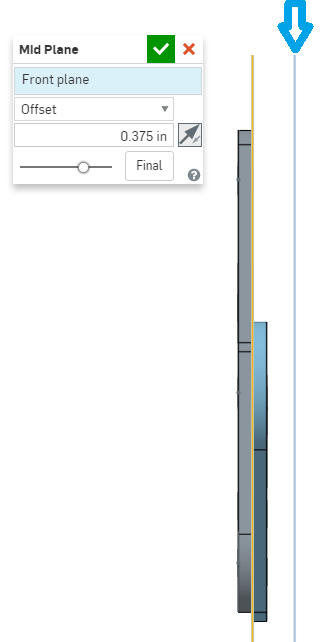 Mid Plane
Front plane
Offset
0.375 in
Final
?